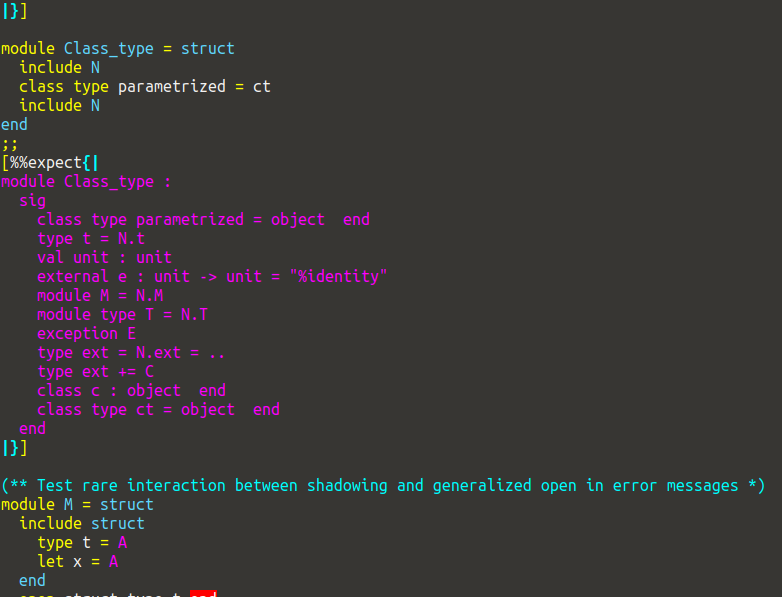 |}]
module Class_type = struct
  include N
  class type parametrized = ct
  include N
end
;;
[%%expect{|
module Class_type :
  sig
    class type parametrized = object  end
    type t = N.t
    val unit : unit
    external e : unit -> unit = "%identity"
    module M = N.M
    module type T = N.T
    exception E
    type ext = N.ext = ..
    type ext += C
    class c : object  end
    class type ct = object  end
  end
|}]
(** Test rare interaction between shadowing and generalized open in error messages *)
module M = struct
  include struct
    type t = A
    let x = A
  end